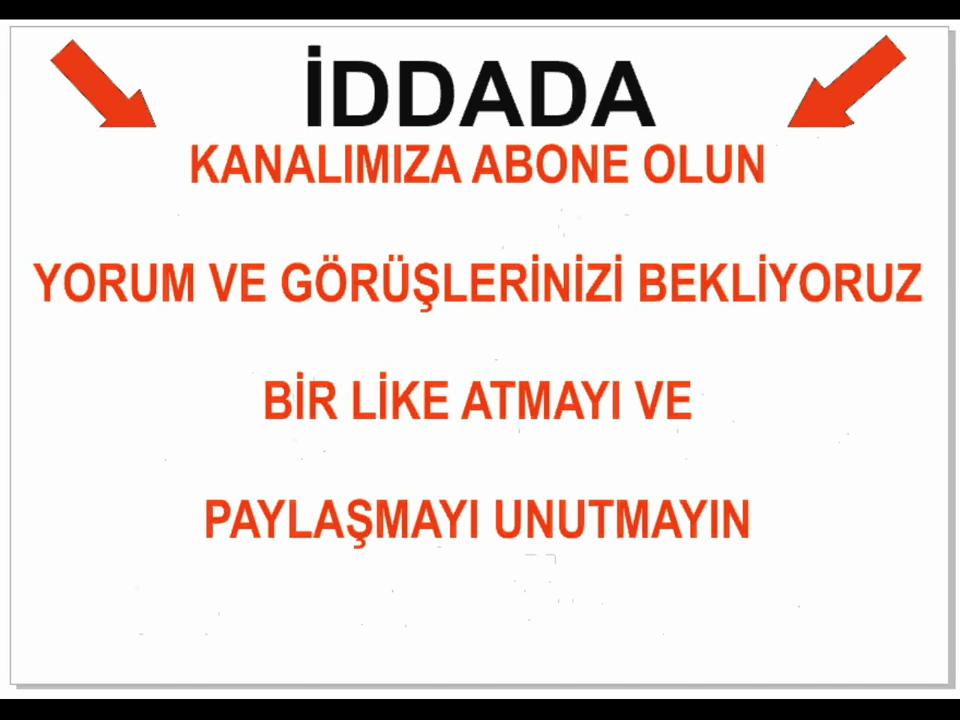 İDDADA
KANALIMIZA ABONE OLUN
YORUM VE GÖRÜŞLERİNİZİ BEKLİYORUZ
BİR LİKE ATMAYI VE
PAYLAŞMAYI UNUTMAYIN